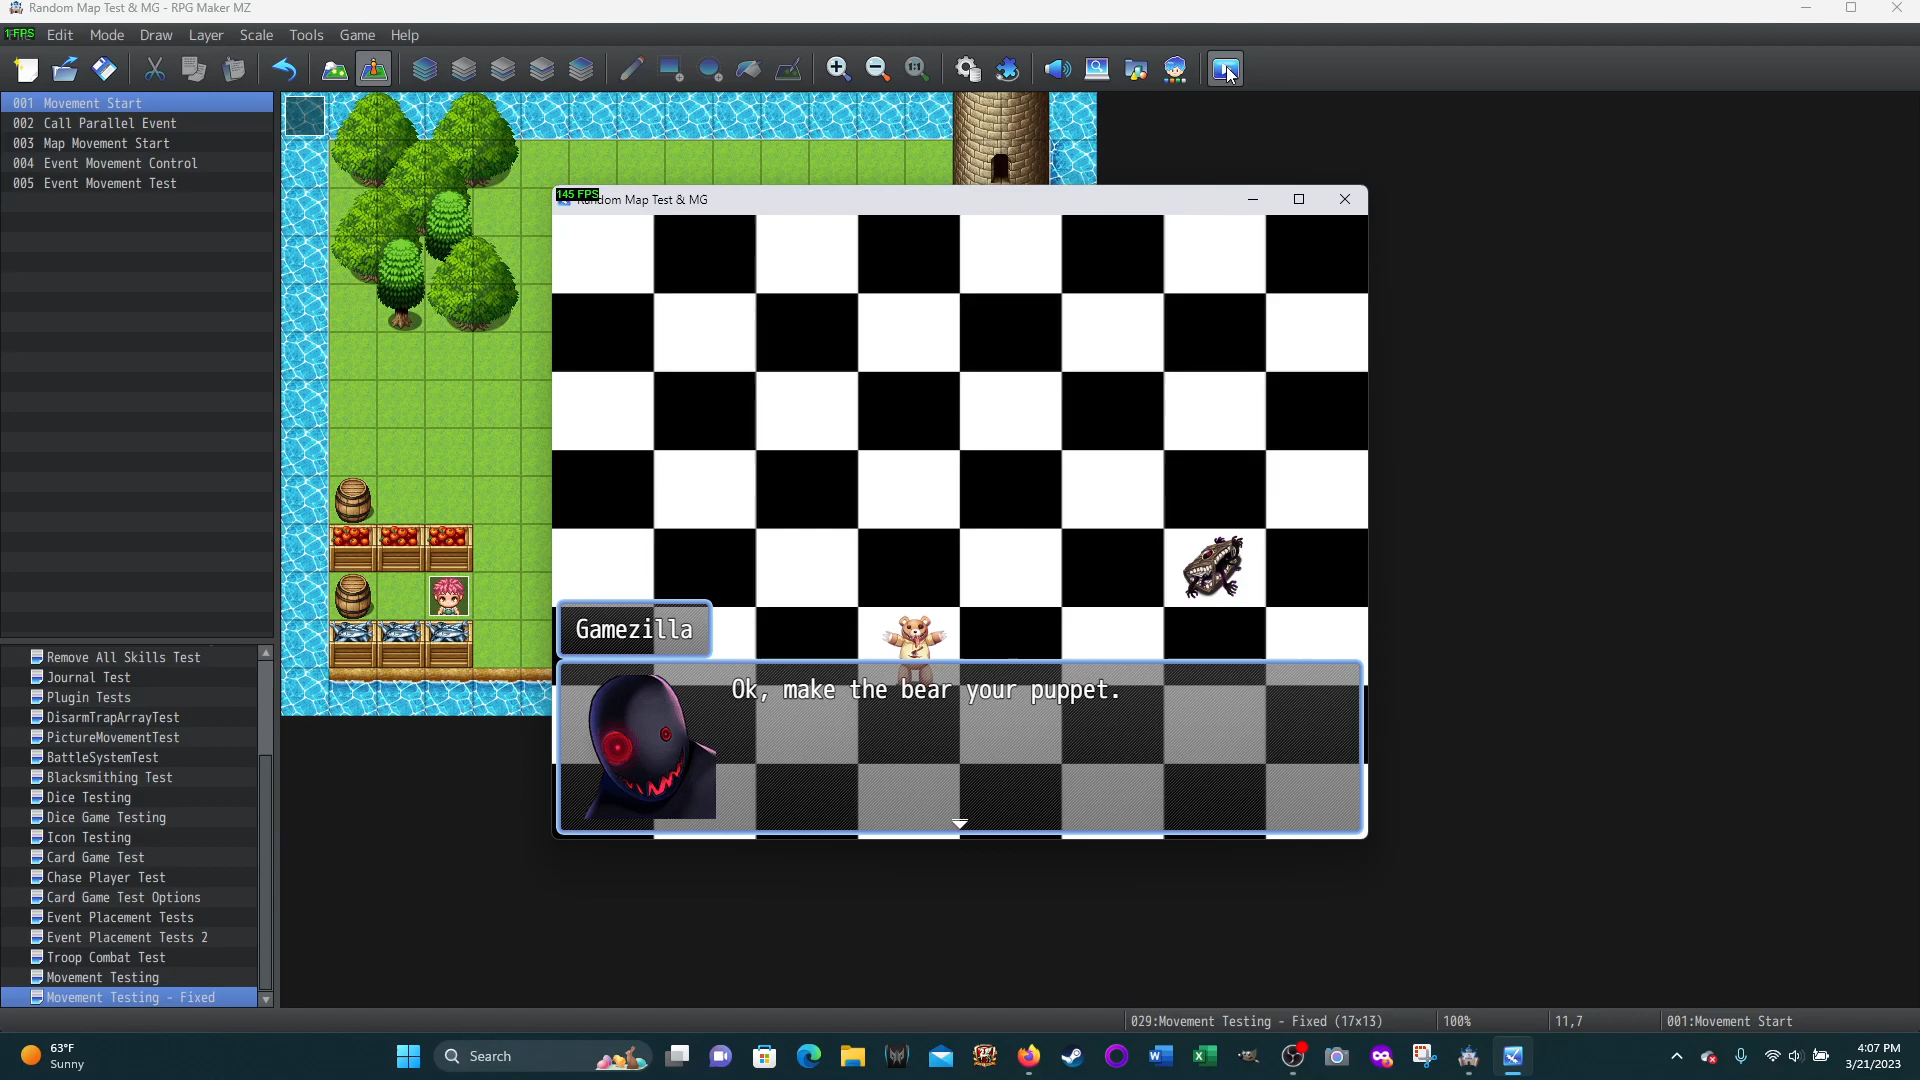 Random Map Test & MG - RPG Maker MZ
1 FPS
Edit Mode Draw Layer Scale Tools Game Help
1:1
001 Movement Start
002 Call Parallel Event
003 Map Movement Start
004 Event Movement Control
005 Event Movement Test
145 FPS
Random Map Test & MG
Gamezilla
Ok, make the bear your puppet.
Remove All Skills Test
Journal Test
Plugin Tests
DisarmTrapArrayTest
PictureMovementTest
BattleSystemTest
Blacksmithing Test
Dice Testing
Dice Game Testing
Icon Testing
Card Game Test
Chase Player Test
Card Game Test Options
Event Placement Tests
Event Placement Tests 2
Troop Combat Test
Movement Testing
Movement Testing - Fixed
029:Movement Testing - Fixed (17x13)
100%
11,7
001:Movement Start
63°F
Sunny
Search
4:07 PM
3/21/2023